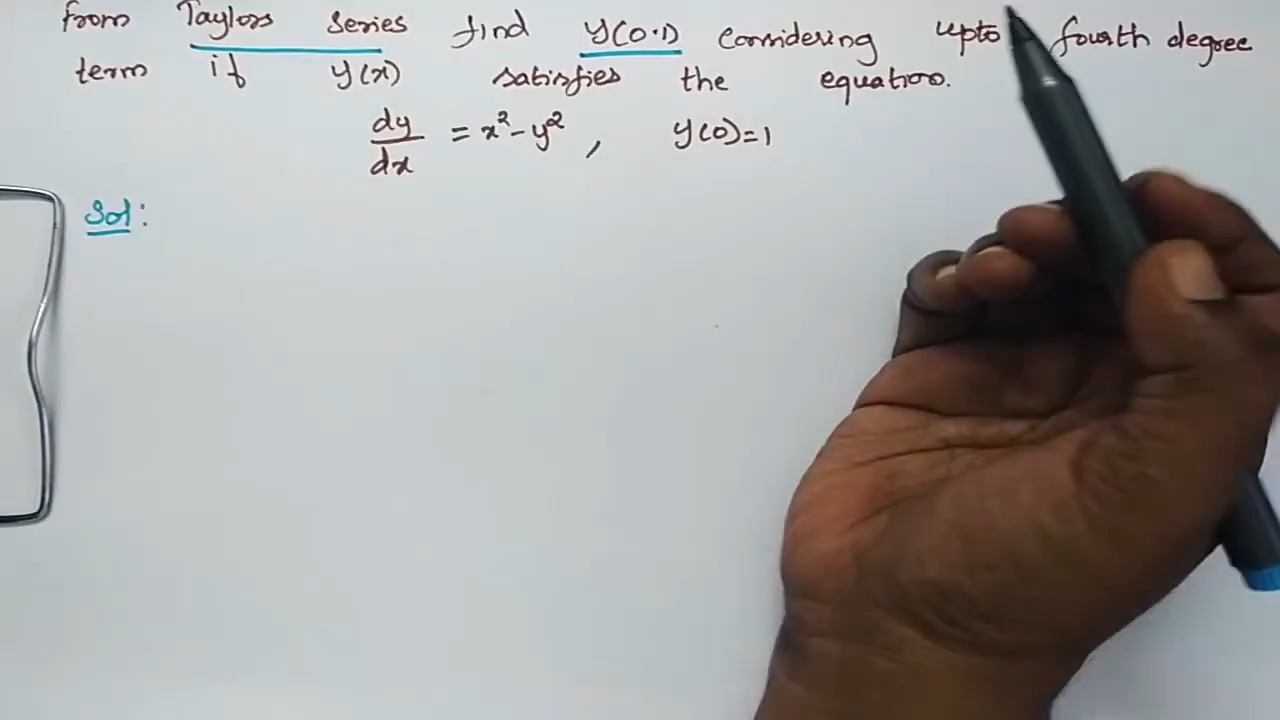 from Taylors series find y(0.1) considering upto fourth degree
term if y(x) satisfies the equation.
dy/dx = x² - y², y(0)=1
Sol: